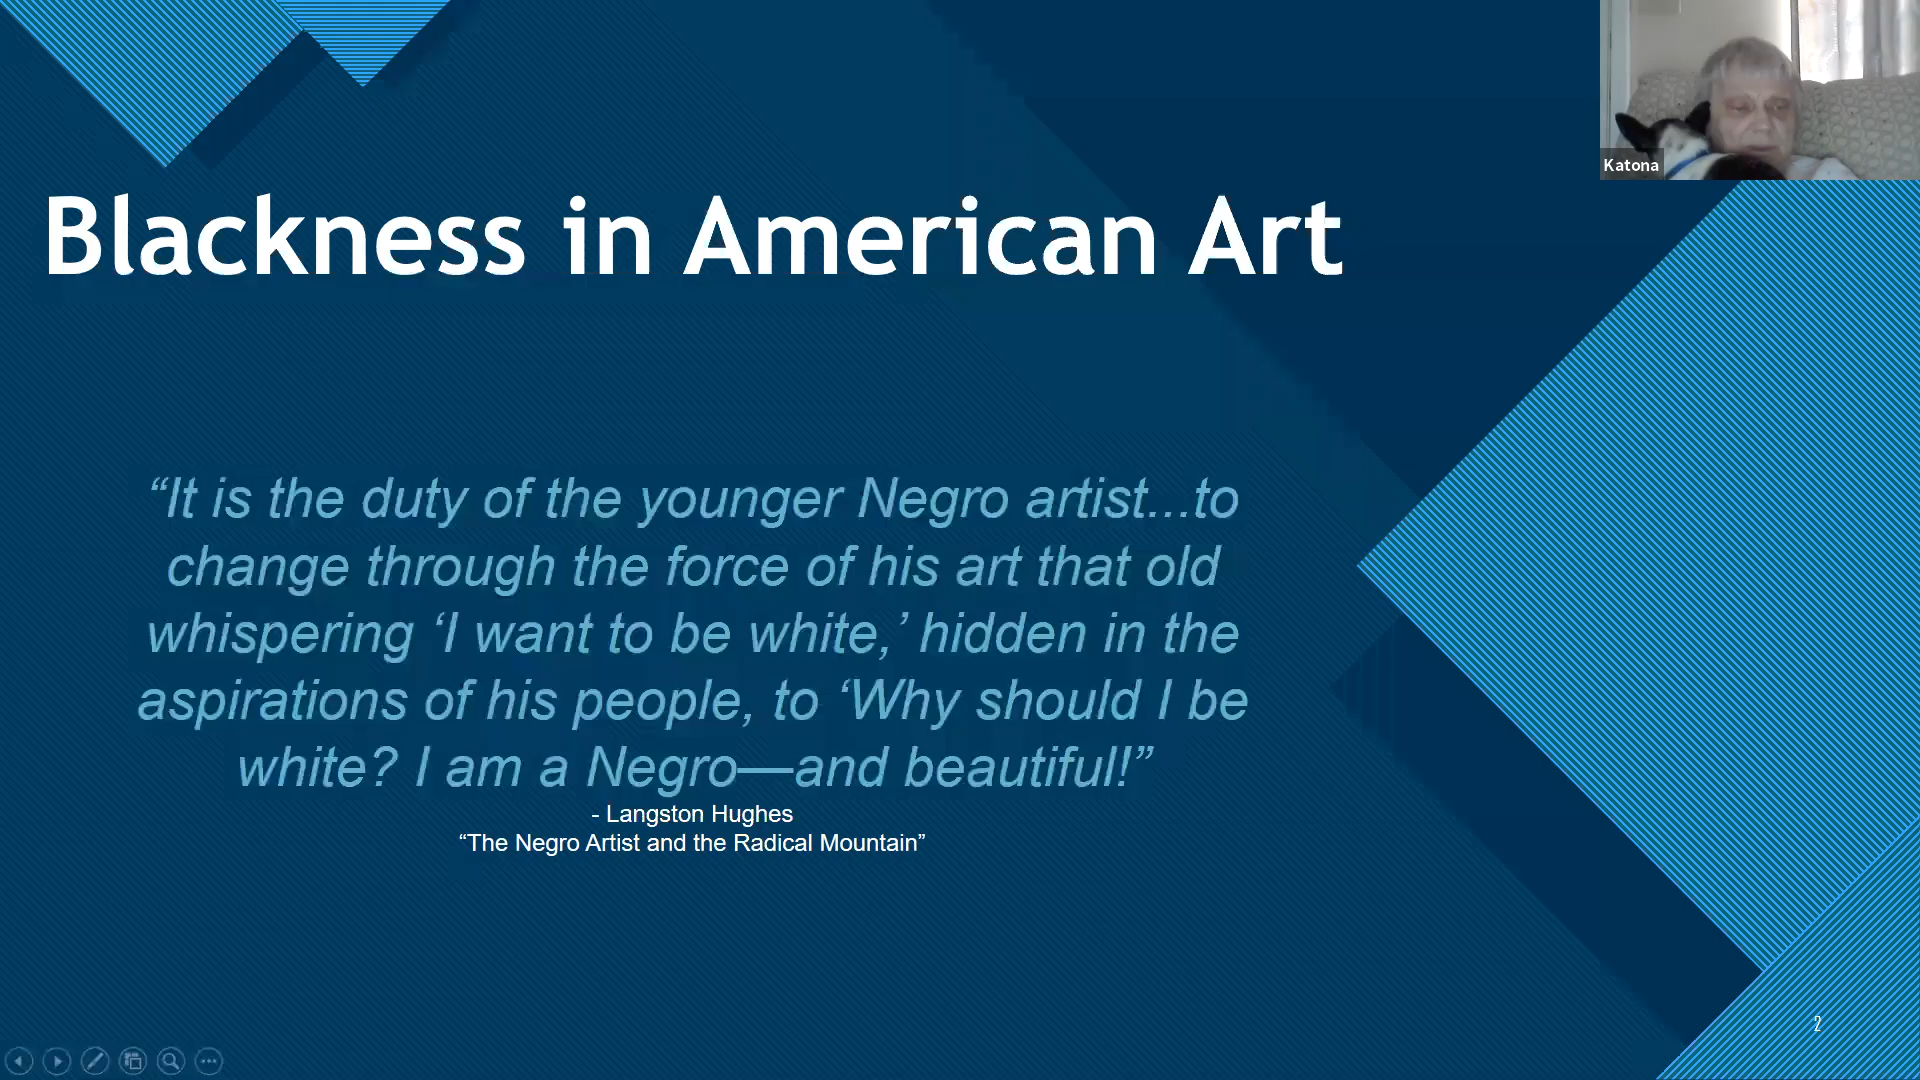 Katona
Blackness in American Art
“It is the duty of the younger Negro artist...to
change through the force of his art that old
whispering ‘I want to be white,’ hidden in the
aspirations of his people, to ‘Why should I be
white? I am a Negro—and beautiful!”
- Langston Hughes
“The Negro Artist and the Radical Mountain”
2